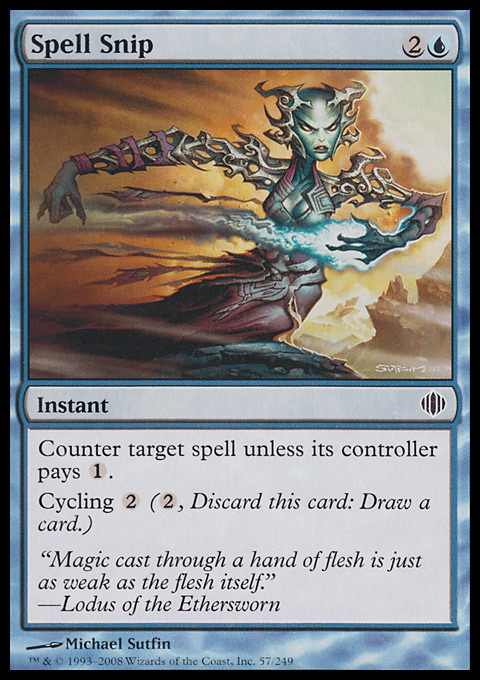 Spell Snip 2
Instant
Counter target spell unless its controller
pays 1.
Cycling 2 (2, Discard this card: Draw a
card.)
“Magic cast through a hand of flesh is just
as weak as the flesh itself.”
—Lodus of the Ethersworn
Michael Sutfin
™ & © 1993–2008 Wizards of the Coast, Inc. 57/249